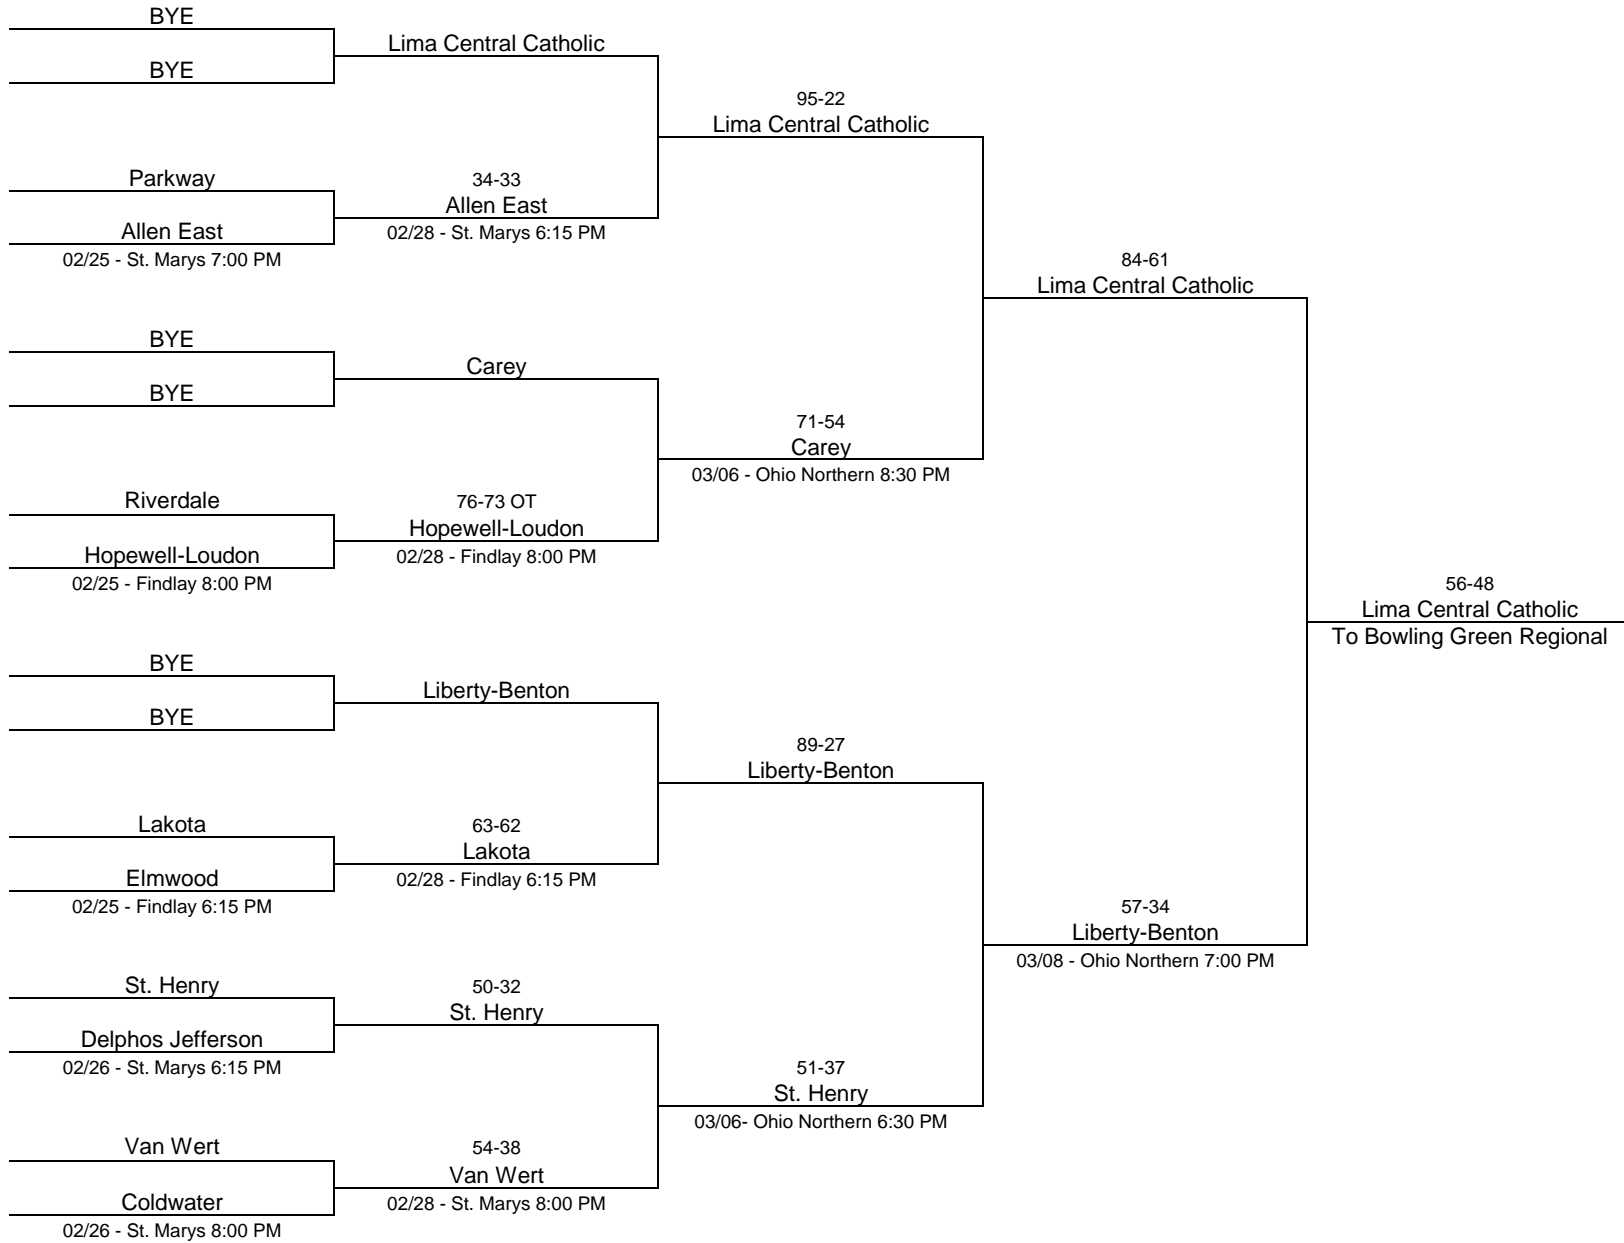 BYE
BYE
Parkway
Allen East
02/25 - St. Marys 7:00 PM
BYE
BYE
Riverdale
Hopewell-Loudon
02/25 - Findlay 8:00 PM
BYE
BYE
Lakota
Elmwood
02/25 - Findlay 6:15 PM
St. Henry
Delphos Jefferson
02/26 - St. Marys 6:15 PM
Van Wert
Coldwater
02/26 - St. Marys 8:00 PM
Lima Central Catholic
34-33
Allen East
02/28 - St. Marys 6:15 PM
Carey
76-73 OT
Hopewell-Loudon
02/28 - Findlay 8:00 PM
Liberty-Benton
63-62
Lakota
02/28 - Findlay 6:15 PM
50-32
St. Henry
54-38
Van Wert
02/28 - St. Marys 8:00 PM
95-22
Lima Central Catholic
71-54
Carey
03/06 - Ohio Northern 8:30 PM
89-27
Liberty-Benton
51-37
St. Henry
03/06- Ohio Northern 6:30 PM
84-61
Lima Central Catholic
57-34
Liberty-Benton
03/08 - Ohio Northern 7:00 PM
56-48
Lima Central Catholic
To Bowling Green Regional